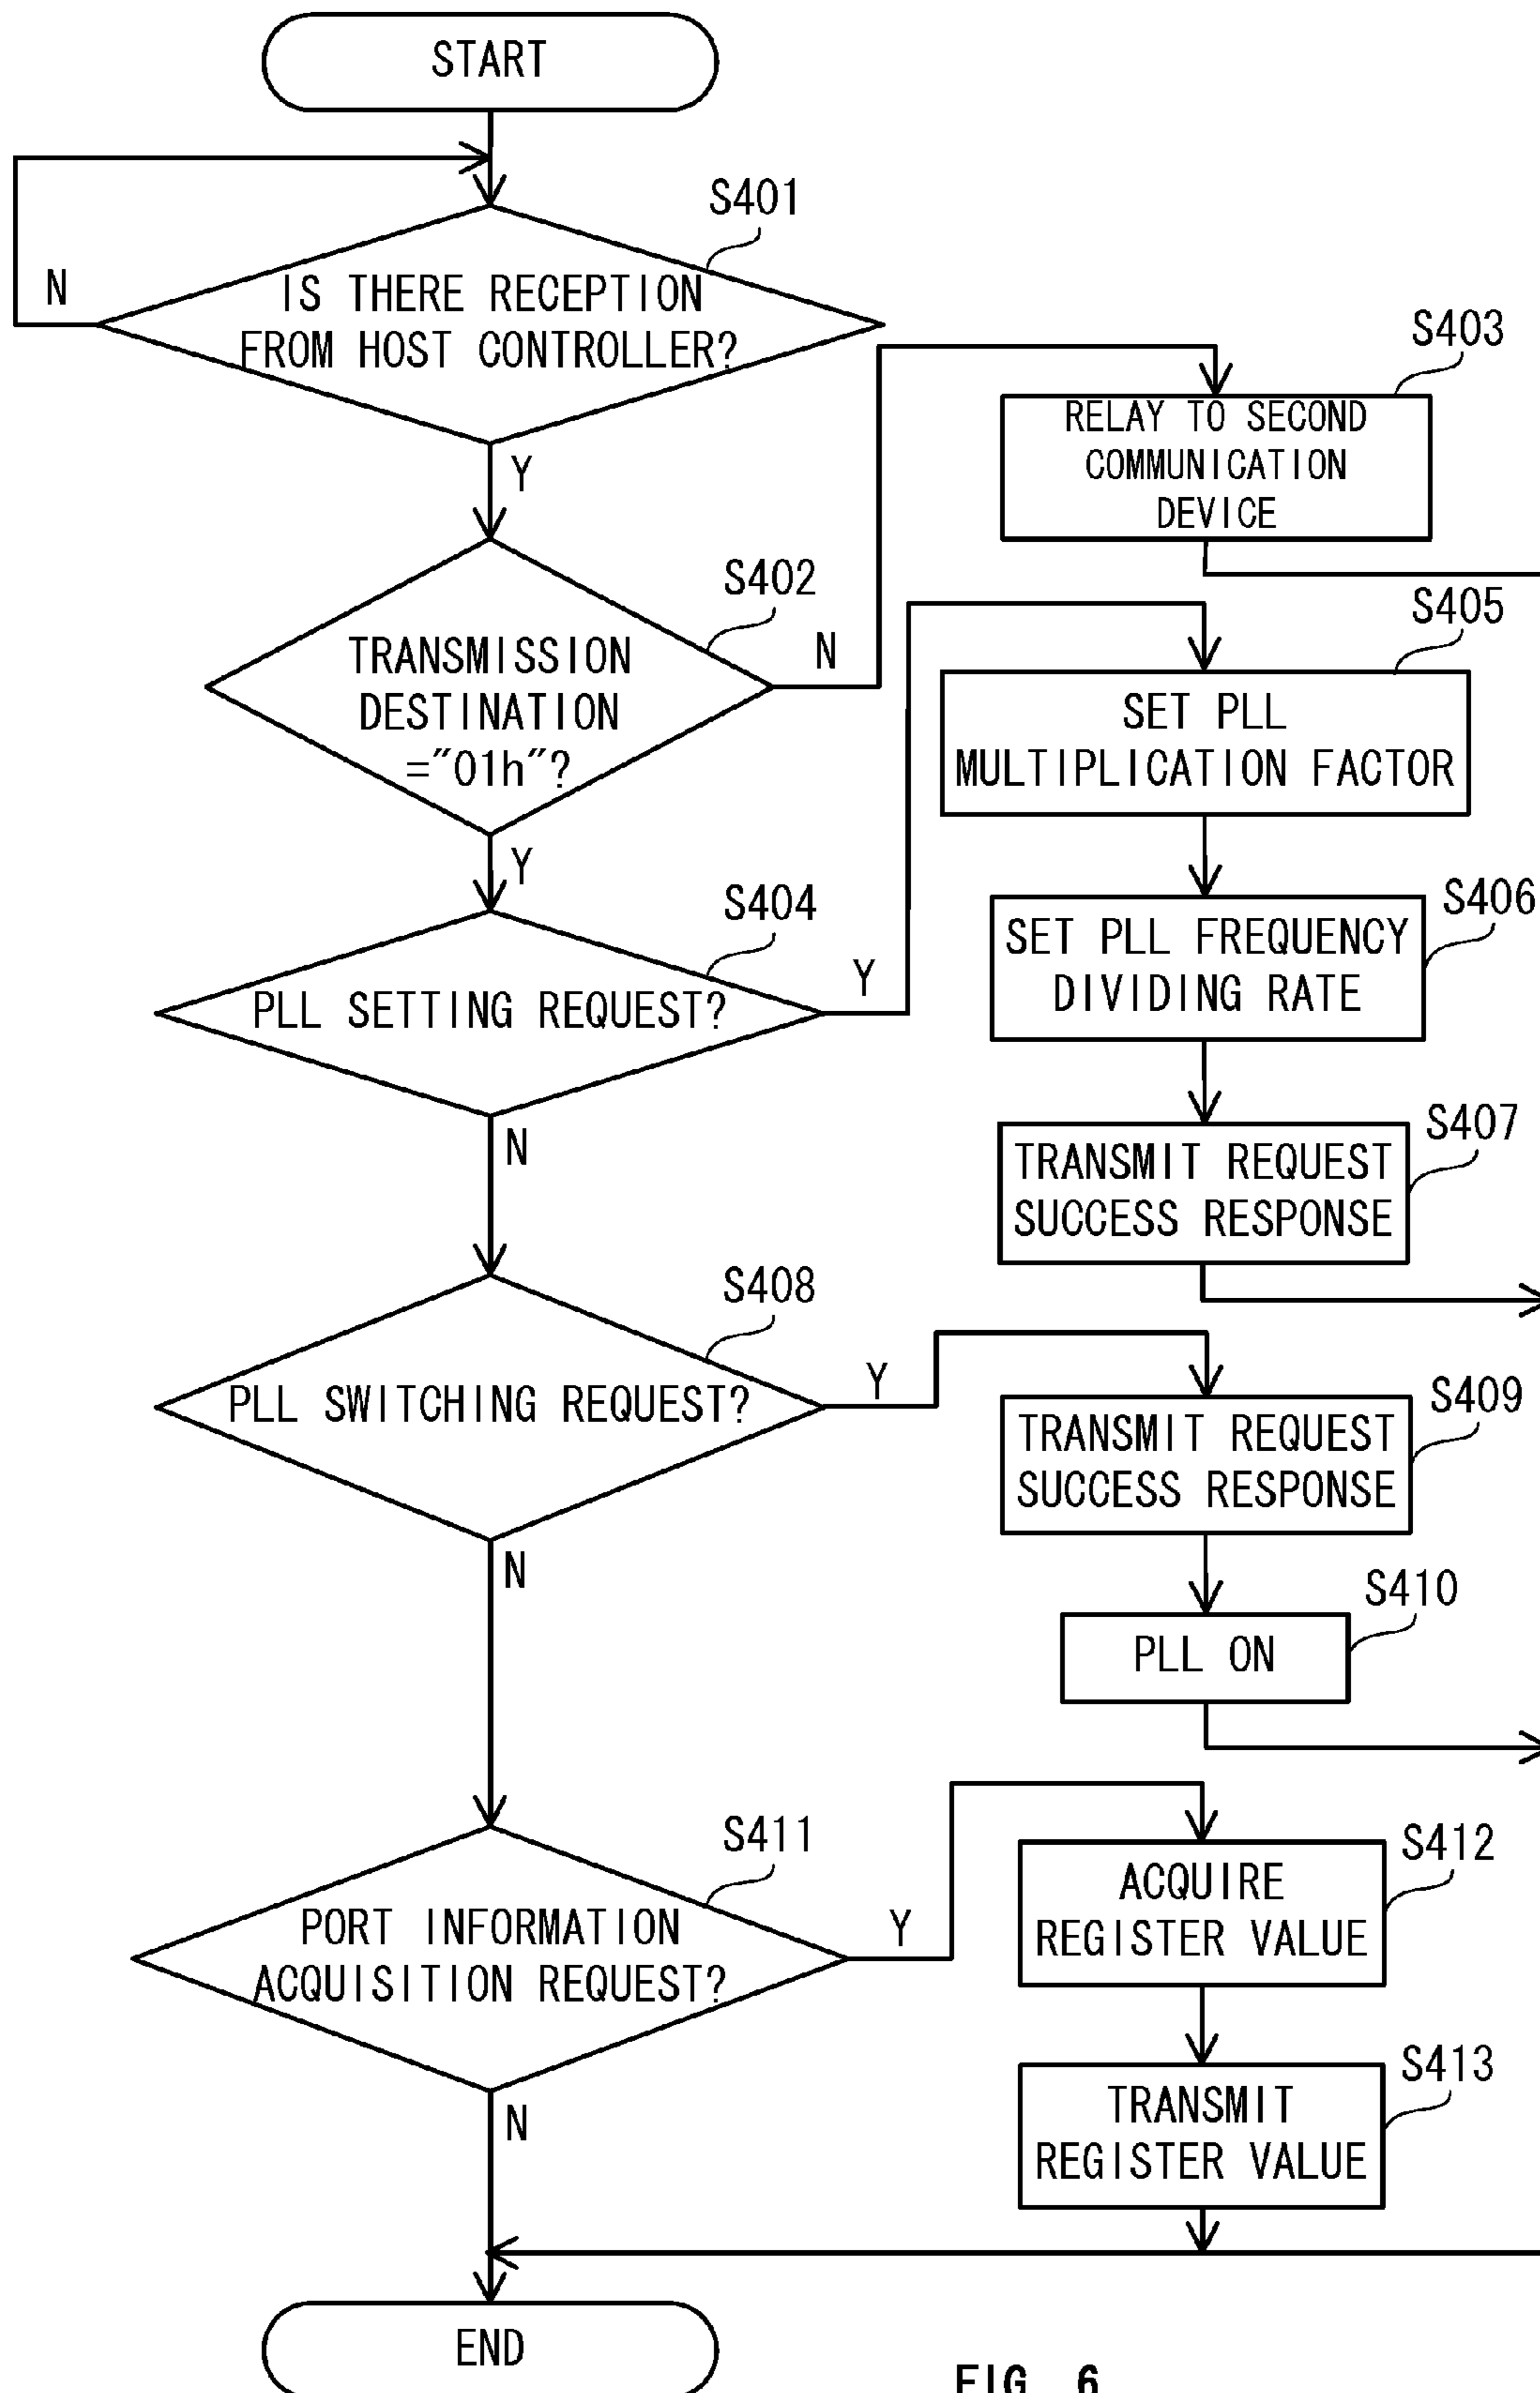 START
S401
N
IS THERE RECEPTION
FROM HOST CONTROLLER?
Y
S403
RELAY TO SECOND
COMMUNICATION
DEVICE
S402
TRANSMISSION
DESTINATION
="01h"?
N
Y
S405
SET PLL
MULTIPLICATION FACTOR
S404
PLL SETTING REQUEST?
Y
N
S406
SET PLL FREQUENCY
DIVIDING RATE
S407
TRANSMIT REQUEST
SUCCESS RESPONSE
S408
PLL SWITCHING REQUEST?
Y
N
S409
TRANSMIT REQUEST
SUCCESS RESPONSE
S410
PLL ON
S411
PORT INFORMATION
ACQUISITION REQUEST?
Y
N
S412
ACQUIRE
REGISTER VALUE
S413
TRANSMIT
REGISTER VALUE
END
FIG. 6